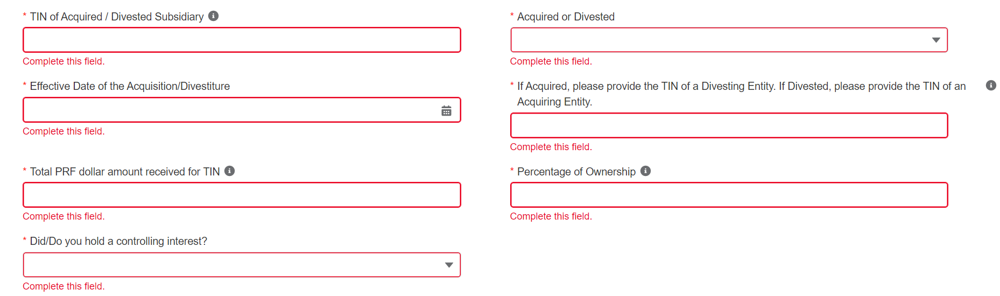 * TIN of Acquired / Divested Subsidiary
Complete this field.
* Acquired or Divested
Complete this field.
* Effective Date of the Acquisition/Divestiture
Complete this field.
* If Acquired, please provide the TIN of a Divesting Entity. If Divested, please provide the TIN of an
Acquiring Entity.
Complete this field.
* Total PRF dollar amount received for TIN
Complete this field.
* Percentage of Ownership
Complete this field.
* Did/Do you hold a controlling interest?
Complete this field.